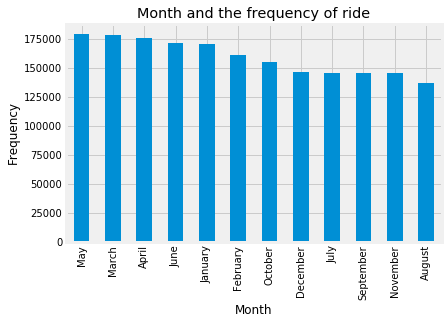 Month and the frequency of ride
Frequency
175000
150000
125000
100000
75000
50000
25000
0
May
March
April
June
January
February
October
December
July
September
November
August
Month